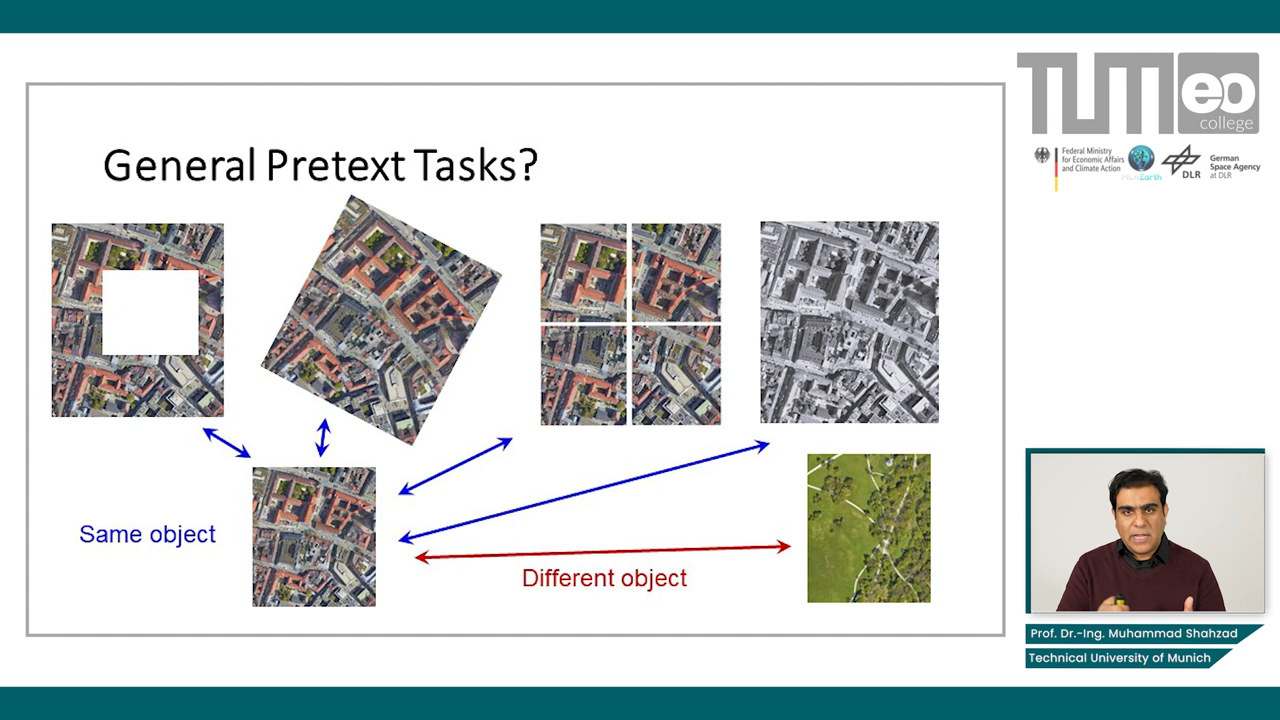 TUM eo
college
Federal Ministry
for Economic Affairs
and Climate Action
ML4Earth
DLR
German
Space Agency
at DLR
General Pretext Tasks?
Same object
Different object
Prof. Dr.-Ing. Muhammad Shahzad
Technical University of Munich